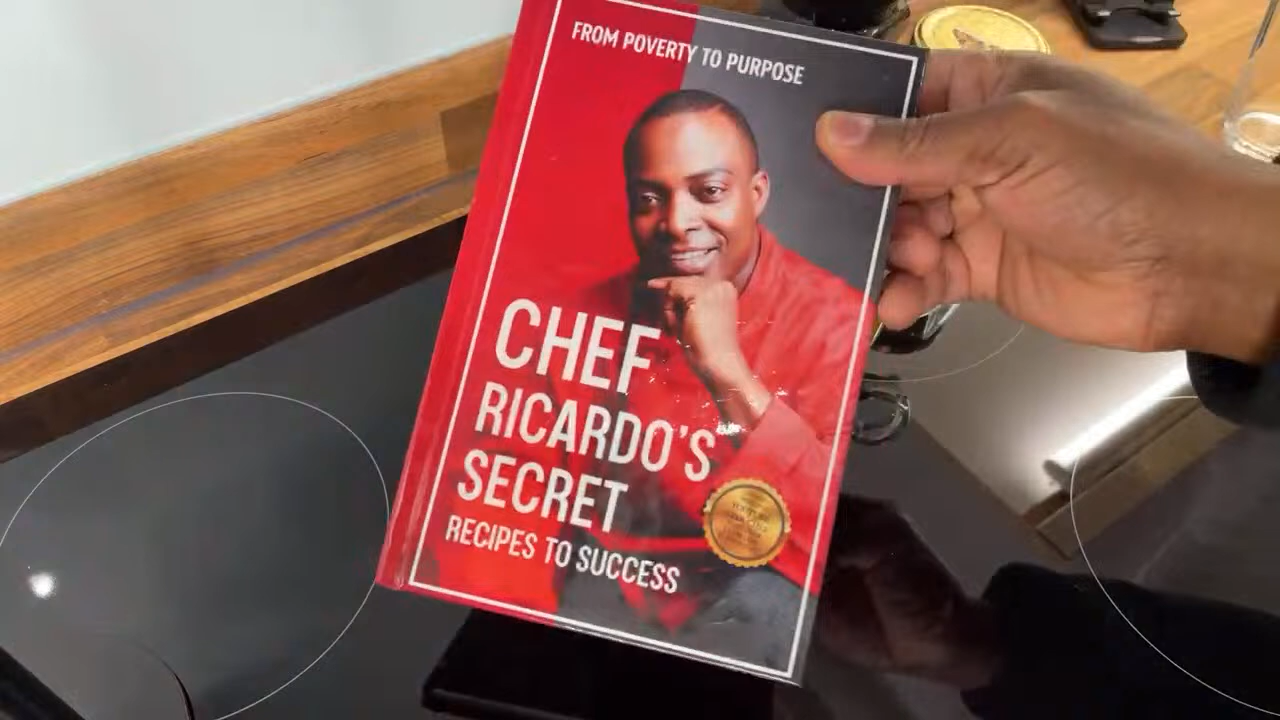 FROM POVERTY TO PURPOSE
CHEF
RICARDO'S
SECRET
RECIPES TO SUCCESS